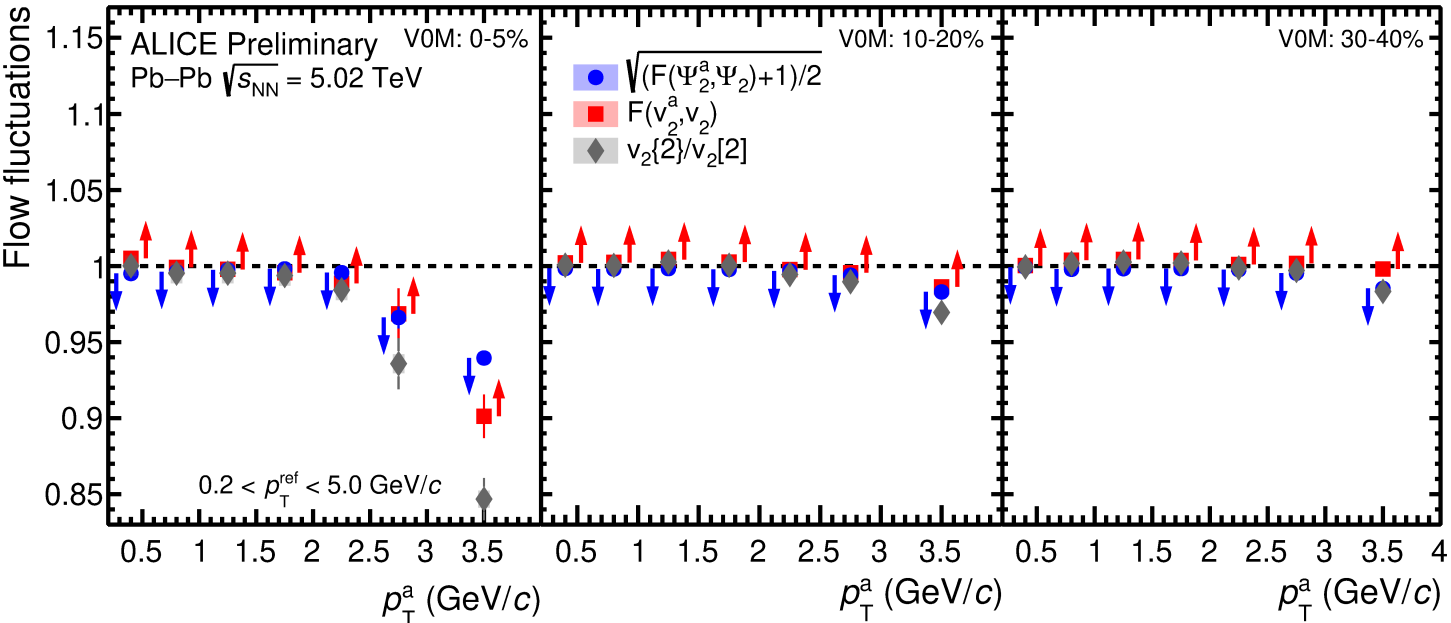 Flow fluctuations
1.15
1.1
1.05
1
0.95
0.9
0.85
ALICE Preliminary
Pb–Pb √sNN = 5.02 TeV
V0M: 0-5%
0.2 < pTref < 5.0 GeV/c
V0M: 10-20%
√(F(Ψ2a,Ψ2)+1)/2
F(v2a,v2)
v2{2}/v2[2]
V0M: 30-40%
0.5 1 1.5 2 2.5 3 3.5
0.5 1 1.5 2 2.5 3 3.5
0.5 1 1.5 2 2.5 3 3.5 4
pTa (GeV/c)
pTa (GeV/c)
pTa (GeV/c)